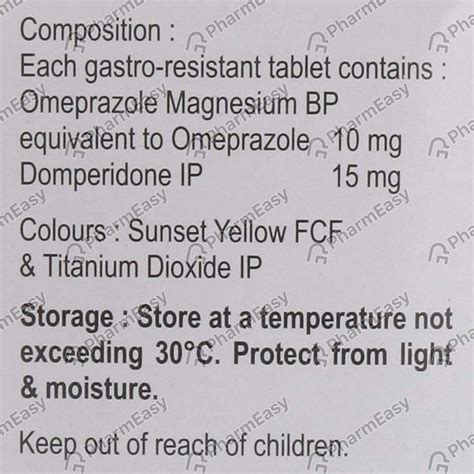 Composition :
Each gastro-resistant tablet contains :
Omeprazole Magnesium BP
equivalent to Omeprazole 10 mg
Domperidone IP 15 mg
Colours : Sunset Yellow FCF
& Titanium Dioxide IP
Storage : Store at a temperature not
exceeding 30°C. Protect from light
& moisture.
Keep out of reach of children.
PharmEasy